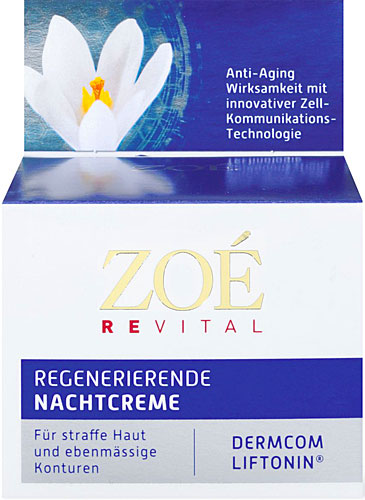 Anti-Aging
Wirksamkeit mit
innovativer Zell-
Kommunikations-
Technologie
ZOÉ
REVITAL
REGENERIERENDE
NACHTCREME
Für straffe Haut
und ebenmässige
Konturen
DERMCOM
LIFTONIN®